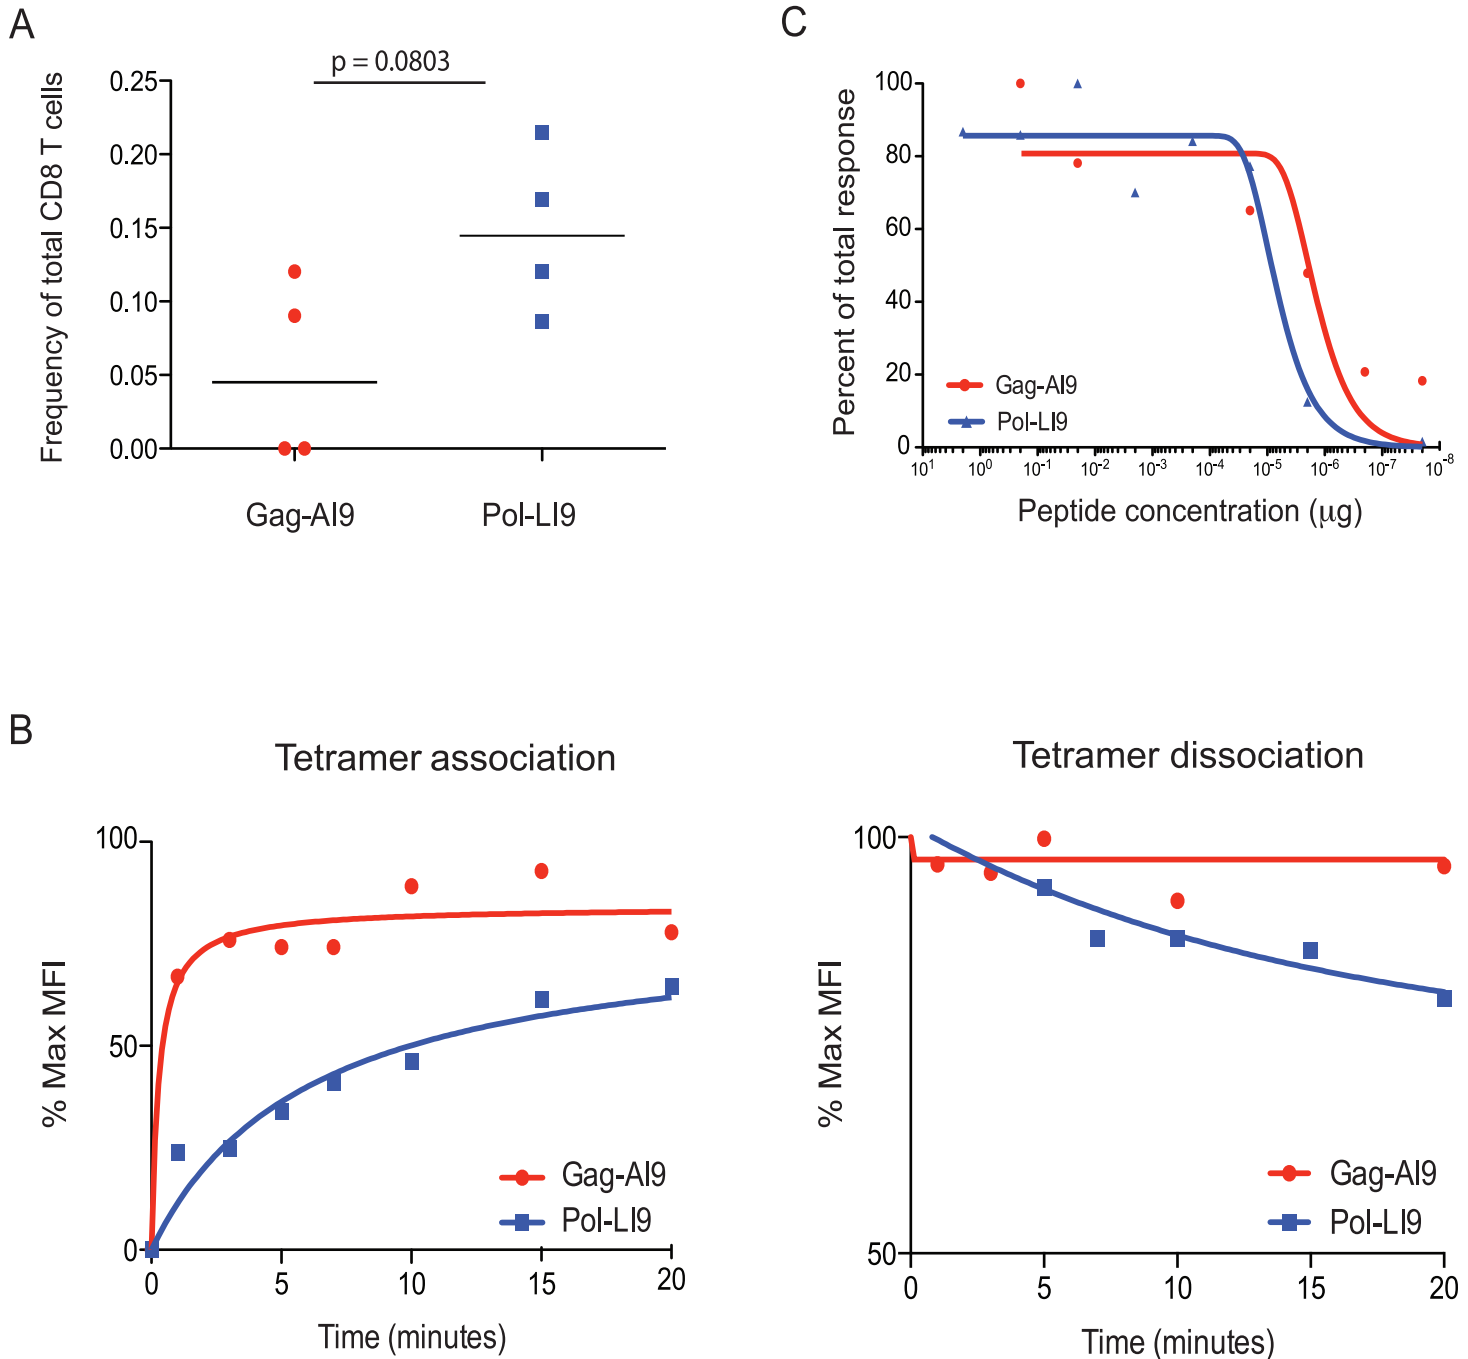 A
p = 0.0803
Frequency of total CD8 T cells
0.25
0.20
0.15
0.10
0.05
0.00
Gag-AI9
Pol-LI9
C
Percent of total response
100
80
60
40
20
0
Gag-AI9
Pol-LI9
10¹ 10⁰ 10⁻¹ 10⁻² 10⁻³ 10⁻⁴ 10⁻⁵ 10⁻⁶ 10⁻⁷ 10⁻⁸
Peptide concentration (µg)
B
Tetramer association
% Max MFI
100
50
0
Gag-AI9
Pol-LI9
0 5 10 15 20
Time (minutes)
Tetramer dissociation
% Max MFI
100
50
Gag-AI9
Pol-LI9
0 5 10 15 20
Time (minutes)